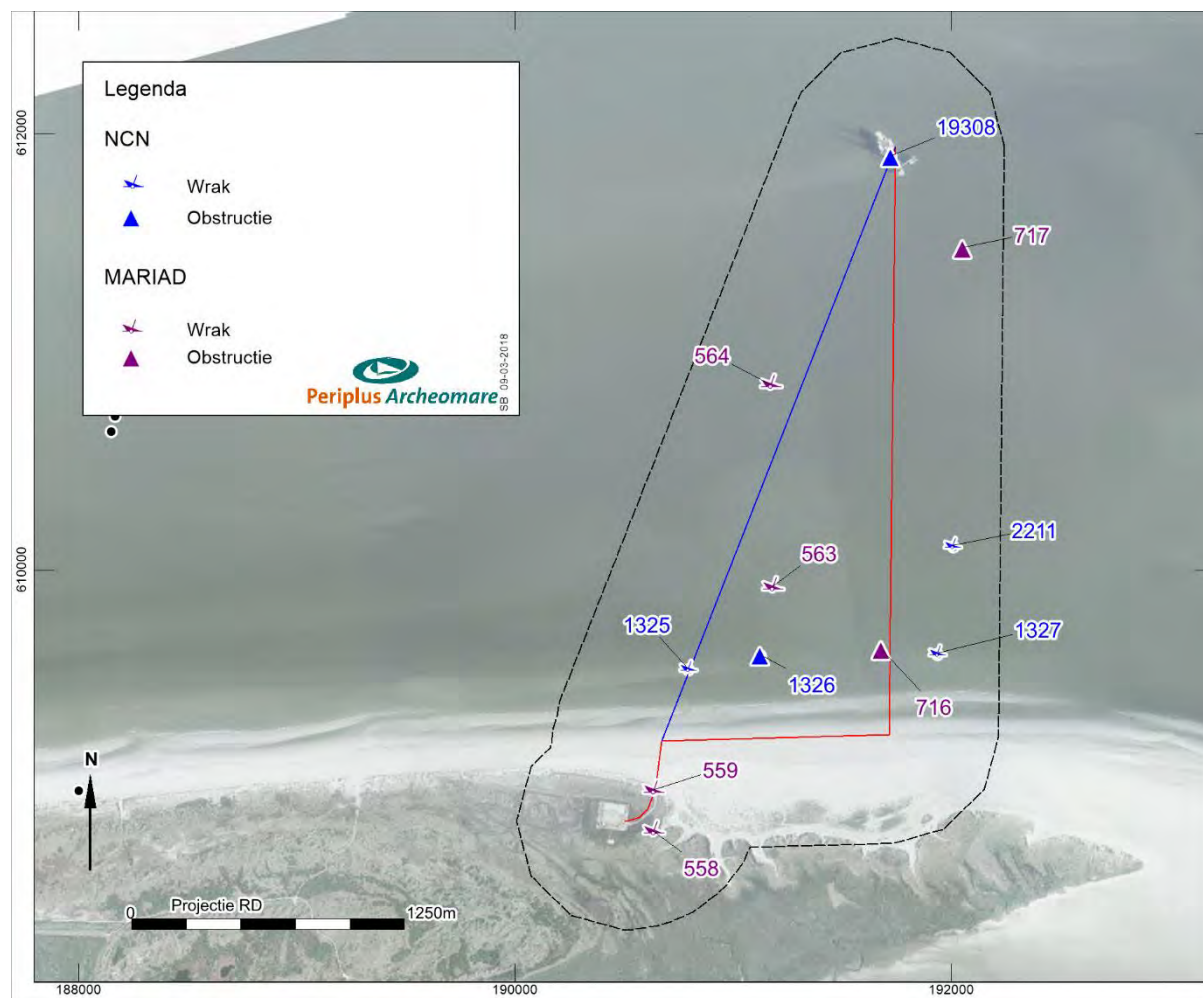 Legenda
NCN
Wrak
Obstructie
MARIAD
Wrak
Obstructie
Periplus Archeomare
SB 09-03-2018
612000
610000
19308
717
564
2211
563
1325
1327
1326
716
559
558
N
0
Projectie RD
1250m
188000
190000
192000